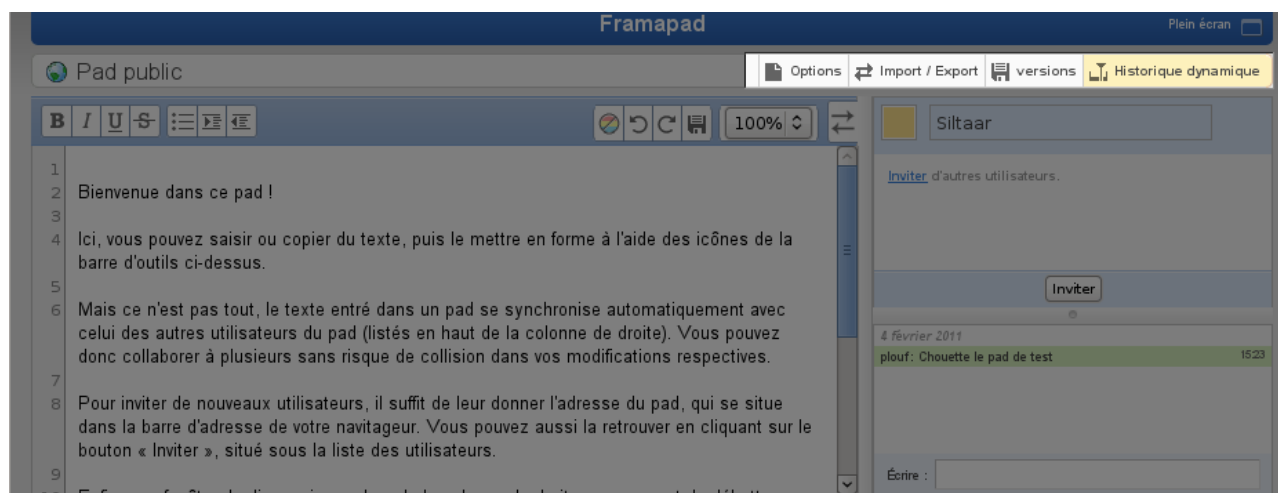 Framapad
Plein écran
Pad public
Options
Import / Export
versions
Historique dynamique
B I U S
100%
Siltaar
Inviter d'autres utilisateurs.
1
2 Bienvenue dans ce pad !
3
4 Ici, vous pouvez saisir ou copier du texte, puis le mettre en forme à l'aide des icônes de la
barre d'outils ci-dessus.
5
6 Mais ce n'est pas tout, le texte entré dans un pad se synchronise automatiquement avec
celui des autres utilisateurs du pad (listés en haut de la colonne de droite). Vous pouvez
donc collaborer à plusieurs sans risque de collision dans vos modifications respectives.
7
8 Pour inviter de nouveaux utilisateurs, il suffit de leur donner l'adresse du pad, qui se situe
dans la barre d'adresse de votre navitageur. Vous pouvez aussi la retrouver en cliquant sur le
bouton « Inviter », situé sous la liste des utilisateurs.
9
Inviter
4 février 2011
plouf: Chouette le pad de test 15:23
Écrire :